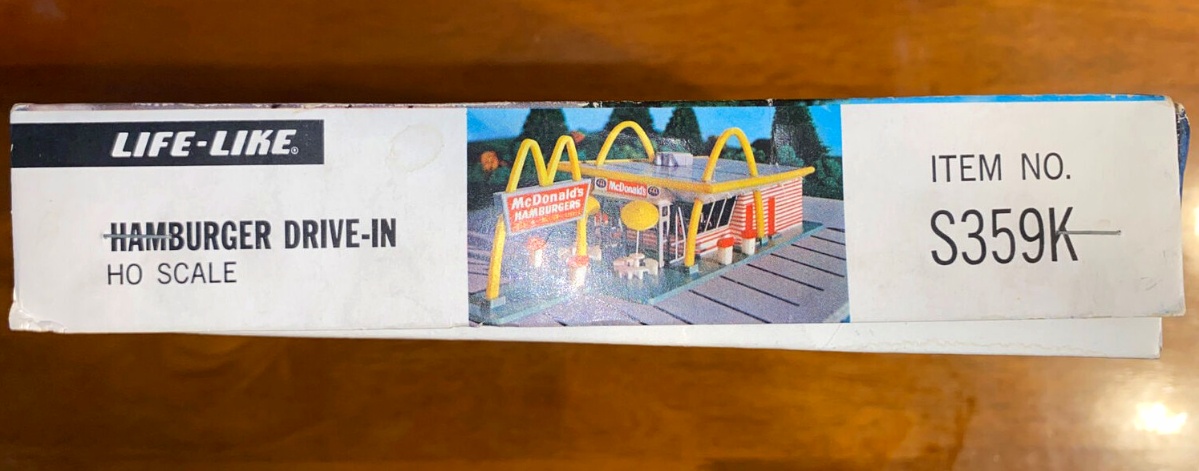 LIFE-LIKE®
HAMBURGER DRIVE-IN
HO SCALE
McDonald's
HAMBURGERS
McDonald's
ITEM NO.
S359K